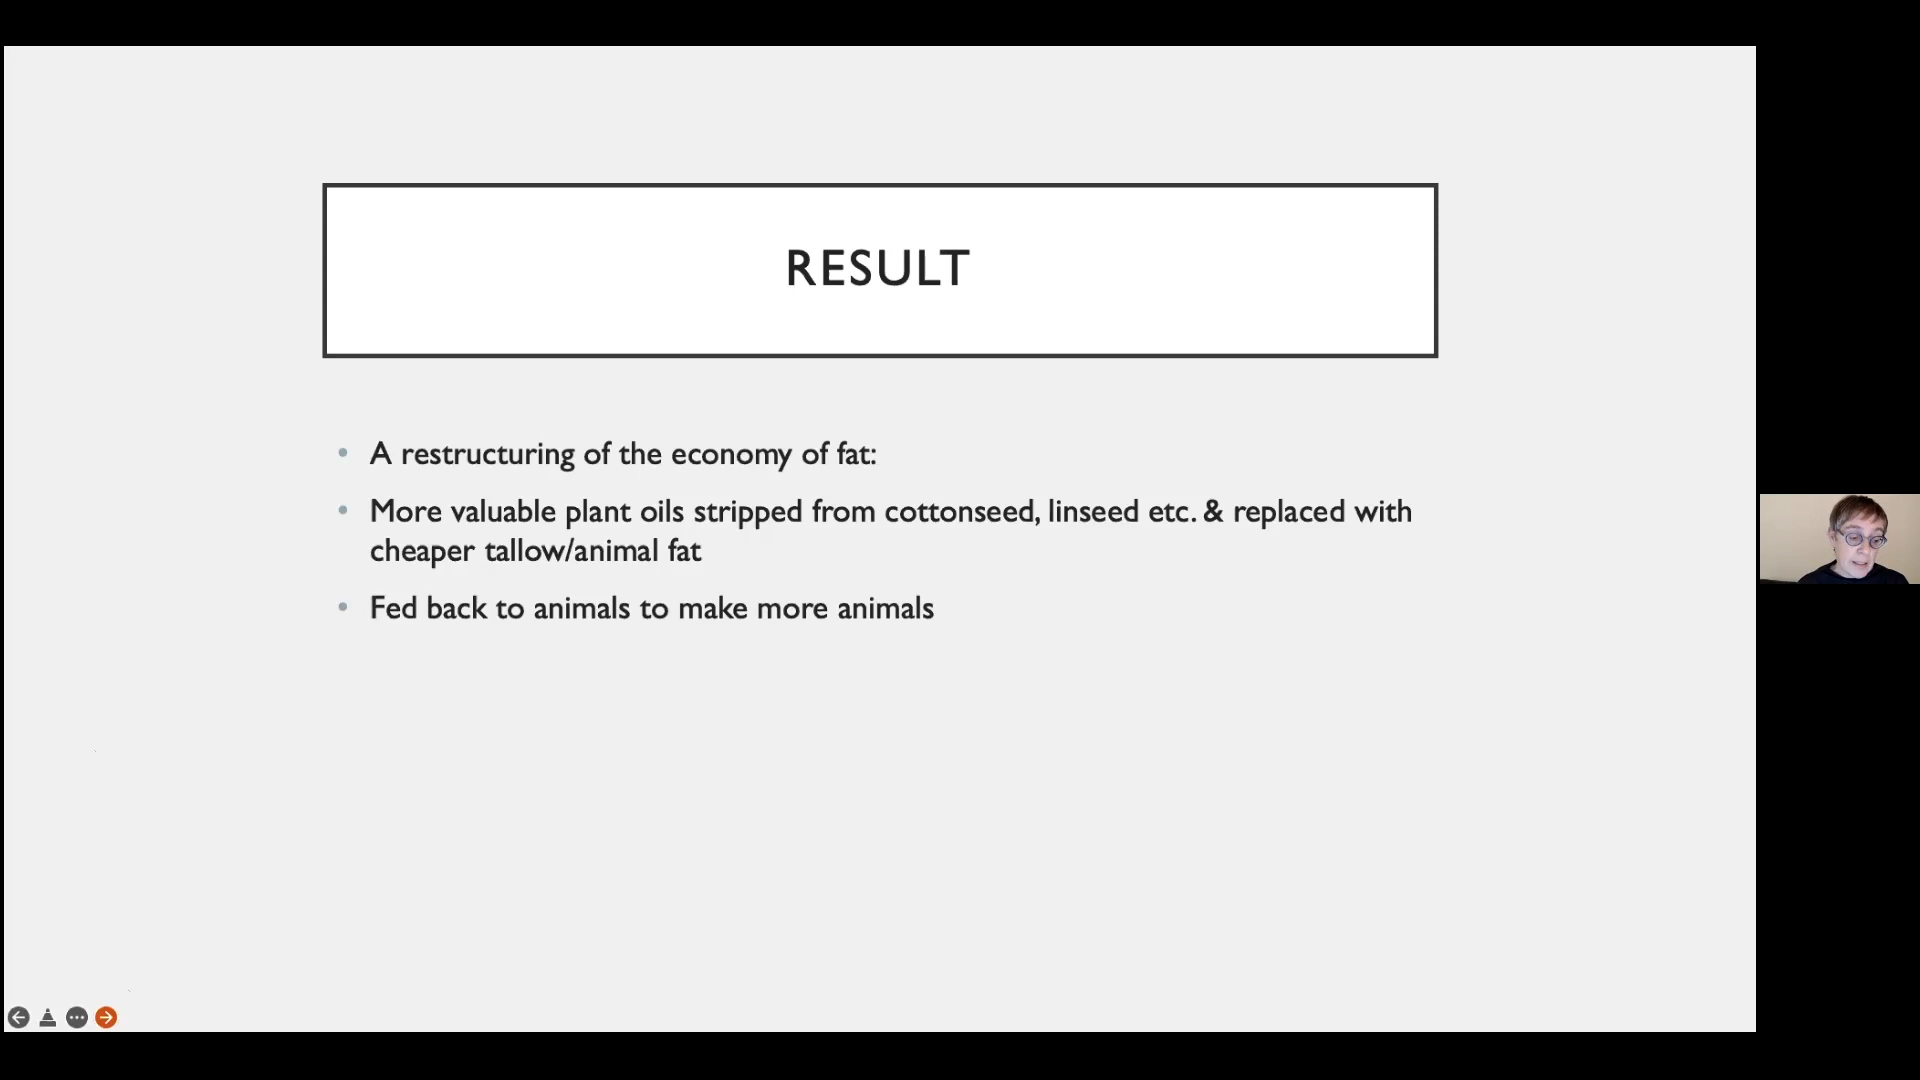 RESULT
• A restructuring of the economy of fat:
• More valuable plant oils stripped from cottonseed, linseed etc. & replaced with
cheaper tallow/animal fat
• Fed back to animals to make more animals